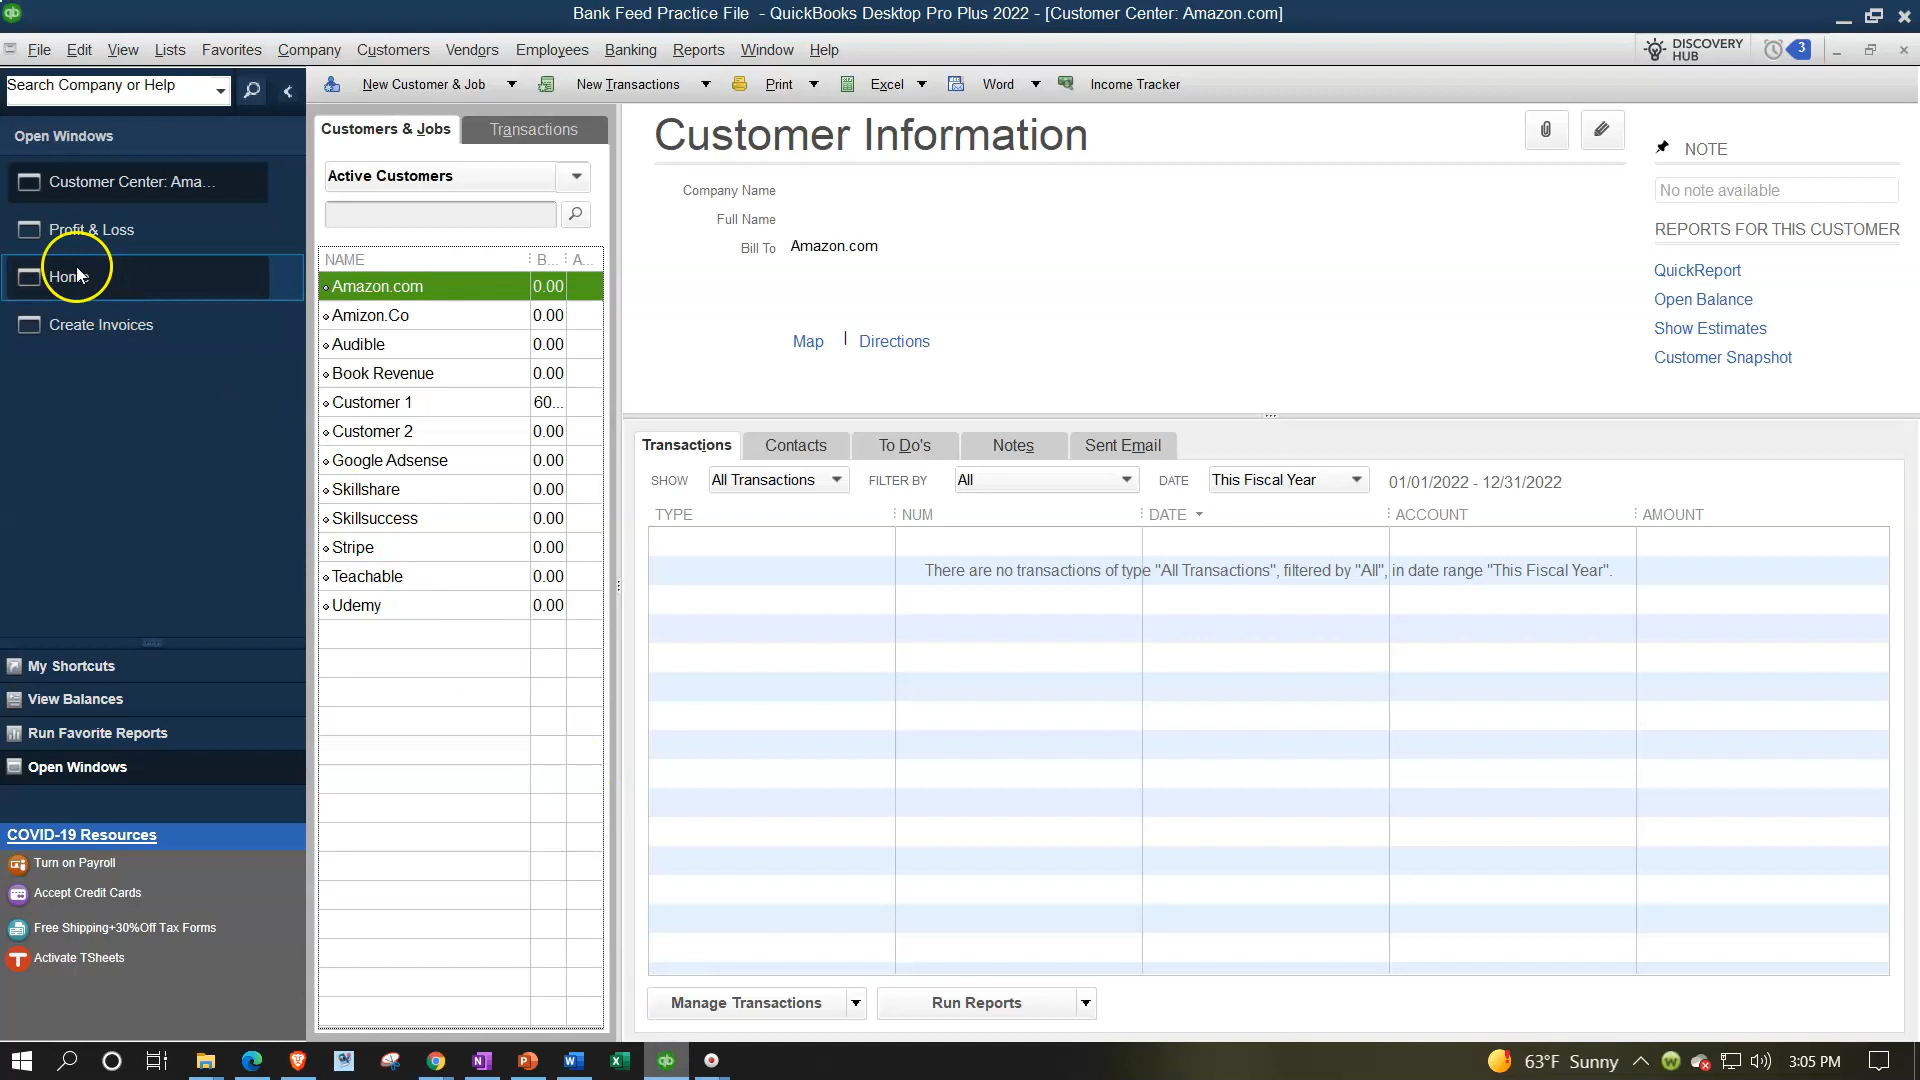 Bank Feed Practice File - QuickBooks Desktop Pro Plus 2022 - [Customer Center: Amazon.com]
File Edit View Lists Favorites Company Customers Vendors Employees Banking Reports Window Help
DISCOVERY HUB 3
Search Company or Help
New Customer & Job New Transactions Print Excel Word Income Tracker
Open Windows
Customer Center: Ama...
Profit & Loss
Home
Create Invoices
My Shortcuts
View Balances
Run Favorite Reports
Open Windows
COVID-19 Resources
Turn on Payroll
Accept Credit Cards
Free Shipping+30%Off Tax Forms
Activate TSheets
Customers & Jobs Transactions
Active Customers
NAME B... A...
Amazon.com 0.00
Amizon.Co 0.00
Audible 0.00
Book Revenue 0.00
Customer 1 60...
Customer 2 0.00
Google Adsense 0.00
Skillshare 0.00
Skillsuccess 0.00
Stripe 0.00
Teachable 0.00
Udemy 0.00
Customer Information
Company Name
Full Name
Bill To Amazon.com
Map | Directions
NOTE
No note available
REPORTS FOR THIS CUSTOMER
QuickReport
Open Balance
Show Estimates
Customer Snapshot
Transactions Contacts To Do's Notes Sent Email
SHOW All Transactions FILTER BY All DATE This Fiscal Year 01/01/2022 - 12/31/2022
TYPE NUM DATE ACCOUNT AMOUNT
There are no transactions of type "All Transactions", filtered by "All", in date range "This Fiscal Year".
Manage Transactions Run Reports
63°F Sunny 3:05 PM